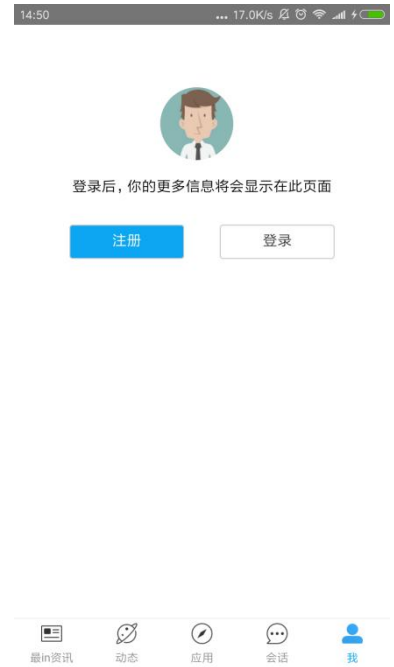 14:50 ... 17.0K/s
登录后，你的更多信息将会显示在此页面
注册 登录
最in资讯 动态 应用 会话 我